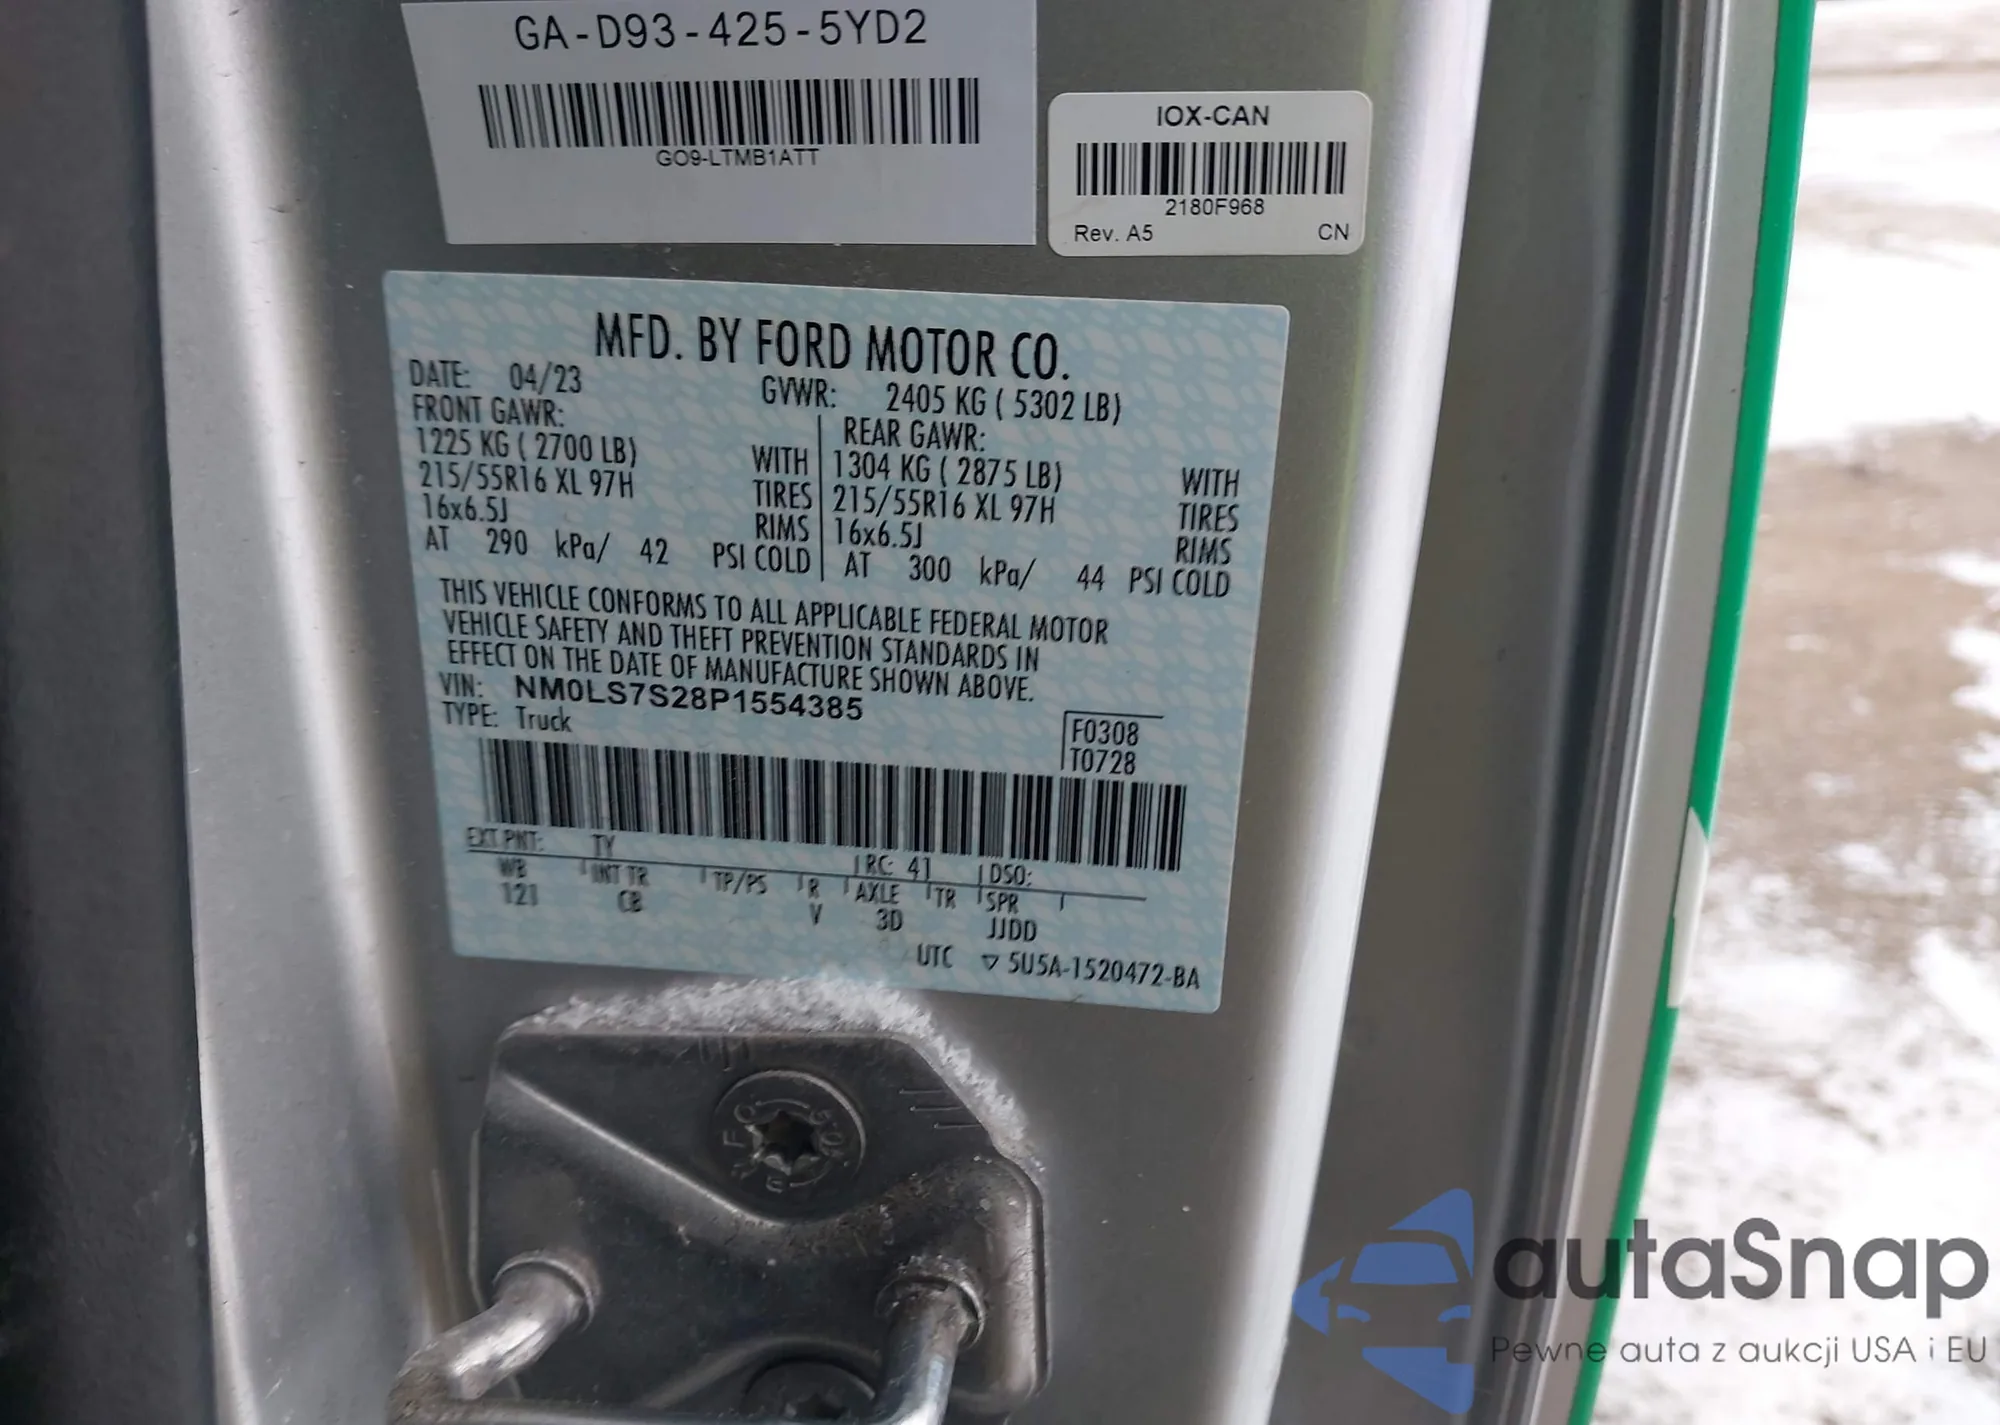 GA-D93-425-5YD2
GO9-LTMB1ATT
IOX-CAN
2180F968
Rev. A5 CN
MFD. BY FORD MOTOR CO.
DATE: 04/23 GVWR: 2405 KG ( 5302 LB)
FRONT GAWR: REAR GAWR:
1225 KG ( 2700 LB) WITH 1304 KG ( 2875 LB) WITH
215/55R16 XL 97H TIRES 215/55R16 XL 97H TIRES
16x6.5J RIMS 16x6.5J RIMS
AT 290 kPa/ 42 PSI COLD AT 300 kPa/ 44 PSI COLD
THIS VEHICLE CONFORMS TO ALL APPLICABLE FEDERAL MOTOR
VEHICLE SAFETY AND THEFT PREVENTION STANDARDS IN
EFFECT ON THE DATE OF MANUFACTURE SHOWN ABOVE.
VIN: NM0LS7S28P1554385
TYPE: Truck
F0308
T0728
EXT PNT: TY RC: 41 DSO:
WB INT TR TP/PS R AXLE TR SPR
121 CB V 3D JJDD
UTC ▽ 5U5A-1520472-BA
autaSnap
Pewne auta z aukcji USA i EU